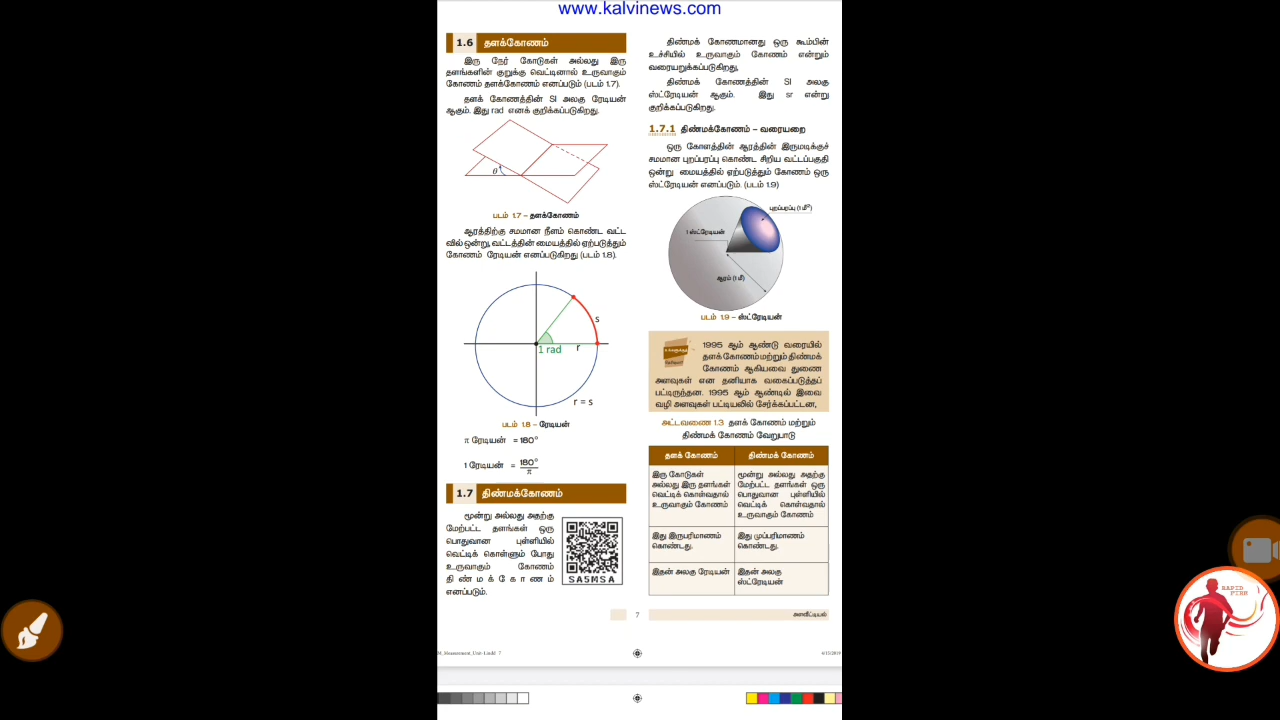 www.kalvinews.com
1.6 தளக்கோணம்
இரு நேர் கோடுகள் அல்லது இரு
தளங்களின் குறுக்கு வெட்டினால் உருவாகும்
கோணம் தளக்கோணம் எனப்படும் (படம் 1.7).
தளக் கோணத்தின் SI அலகு ரேடியன்
ஆகும். இது rad எனக் குறிக்கப்படுகிறது.
θ
படம் 1.7 – தளக்கோணம்
ஆரத்திற்கு சமமான நீளம் கொண்ட வட்ட
வில் ஒன்று, வட்டத்தின் மையத்தில் ஏற்படுத்தும்
கோணம் ரேடியன் எனப்படுகிறது (படம் 1.8).
s
1 rad r
r = s
படம் 1.8 – ரேடியன்
π ரேடியன் = 180°
1 ரேடியன் = 180°
π
1.7 திண்மக்கோணம்
மூன்று அல்லது அதற்கு
மேற்பட்ட தளங்கள் ஒரு
பொதுவான புள்ளியில்
வெட்டிக் கொள்ளும் போது
உருவாகும் கோணம்
திண்மக்கோணம்
எனப்படும்.
SA5MSA
திண்மக் கோணமானது ஒரு கூம்பின்
உச்சியில் உருவாகும் கோணம் என்றும்
வரையறுக்கப்படுகிறது,
திண்மக் கோணத்தின் SI அலகு
ஸ்ட்ரேடியன் ஆகும். இது sr என்று
குறிக்கப்படுகிறது.
1.7.1 திண்மக்கோணம் – வரையறை
ஒரு கோளத்தின் ஆரத்தின் இருமடிக்குச்
சமமான புறப்பரப்பு கொண்ட சிறிய வட்டப்பகுதி
ஒன்று மையத்தில் ஏற்படுத்தும் கோணம் ஒரு
ஸ்ட்ரேடியன் எனப்படும். (படம் 1.9)
புறப்பரப்பு (1 மீ²)
1 ஸ்ட்ரேடியன்
ஆரம் (1 மீ)
படம் 1.9 – ஸ்ட்ரேடியன்
1995 ஆம் ஆண்டு வரையில்
தளக் கோணம் மற்றும் திண்மக்
கோணம் ஆகியவை துணை
அளவுகள் என தனியாக வகைப்படுத்தப்
பட்டிருந்தன. 1995 ஆம் ஆண்டில் இவை
வழி அளவுகள் பட்டியலில் சேர்க்கப்பட்டன,
அட்டவணை 1.3 தளக் கோணம் மற்றும்
திண்மக் கோணம் வேறுபாடு
தளக் கோணம் திண்மக் கோணம்
இரு கோடுகள்
அல்லது இரு தளங்கள்
வெட்டிக் கொள்வதால்
உருவாகும் கோணம்
மூன்று அல்லது அதற்கு
மேற்பட்ட தளங்கள் ஒரு
பொதுவான புள்ளியில்
வெட்டிக் கொள்வதால்
உருவாகும் கோணம்
இது இருபரிமாணம்
கொண்டது.
இது முப்பரிமாணம்
கொண்டது.
இதன் அலகு ரேடியன்
இதன் அலகு
ஸ்ட்ரேடியன்
7 அளவீட்டியல்
RAPID